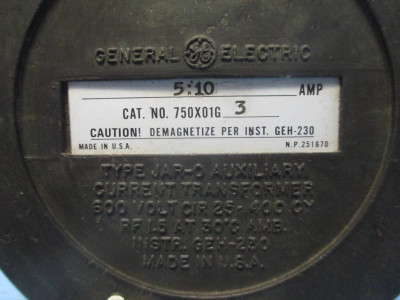 GENERAL GE ELECTRIC
5:10 AMP
CAT. NO. 750X01G 3
CAUTION! DEMAGNETIZE PER INST. GEH-230
MADE IN U.S.A. N.P. 251670
TYPE JAR-0 AUXILIARY
CURRENT TRANSFORMER
600 VOLT CIR 25-400 CY
RF 1.5 AT 30°C AMB.
INSTR. GEH-230
MADE IN U.S.A.